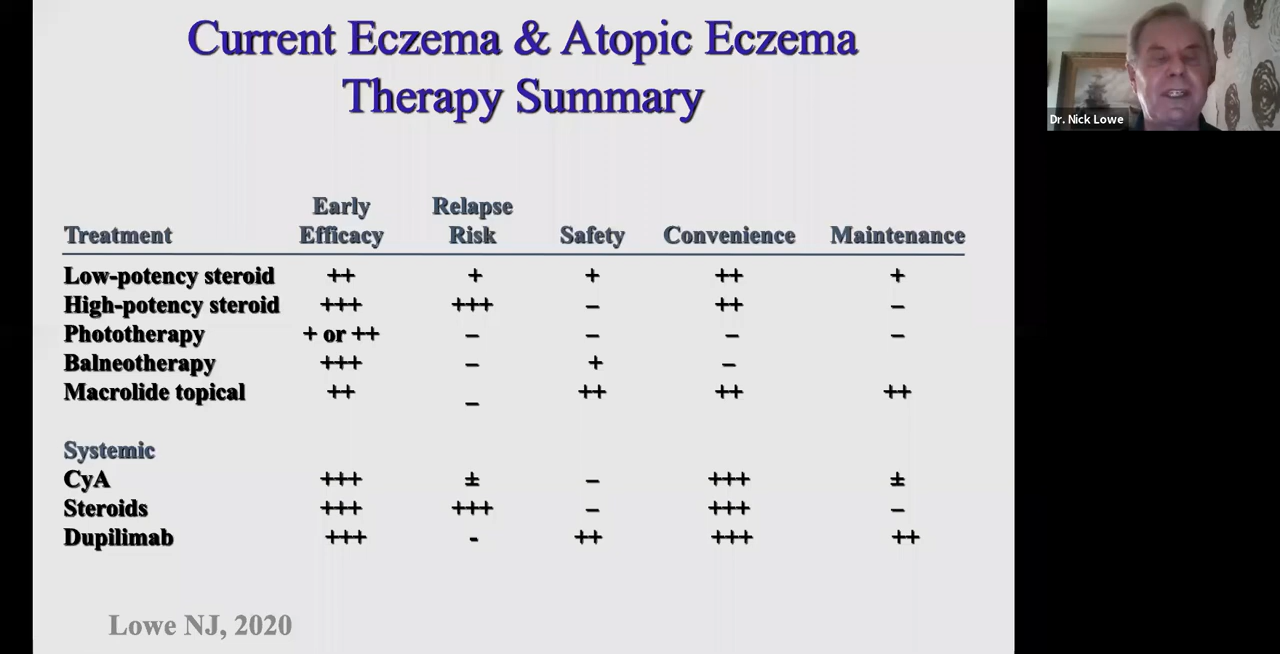 Current Eczema & Atopic Eczema
Therapy Summary
Dr. Nick Lowe
Early Relapse
Treatment Efficacy Risk Safety Convenience Maintenance
Low-potency steroid ++ + + ++ +
High-potency steroid +++ +++ – ++ –
Phototherapy + or ++ – – – –
Balneotherapy +++ – + –
Macrolide topical ++ – ++ ++ ++
Systemic
CyA +++ ± – +++ ±
Steroids +++ +++ – +++ –
Dupilimab +++ - ++ +++ ++
Lowe NJ, 2020